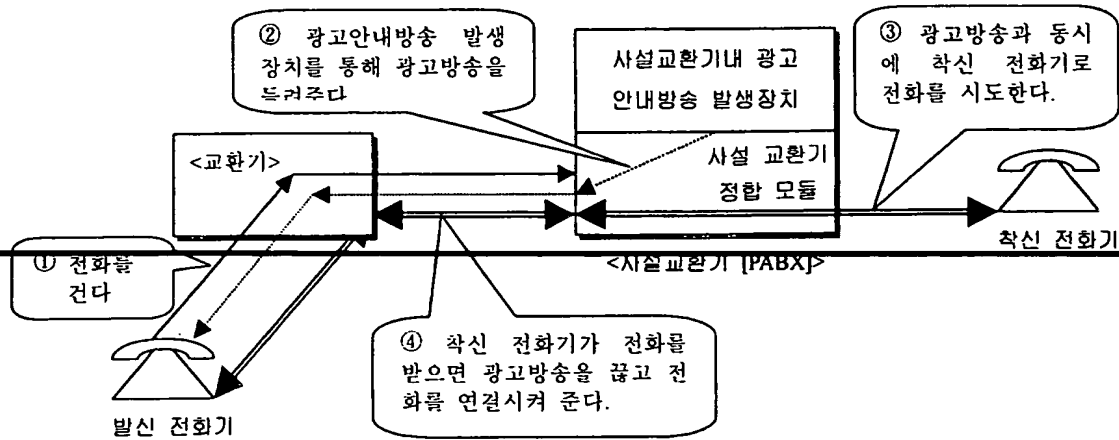 ② 광고안내방송 발생
장치를 통해 광고방송을
들려주다
사설교환기내 광고
안내방송 발생장치
③ 광고방송과 동시
에 착신 전화기로
전화를 시도한다.
<교환기>
사설 교환기
정합 모듈
착신 전화기
<사설교환기 [PABX]>
① 전화를
건다
④ 착신 전화기가 전화를
받으면 광고방송을 끊고 전
화를 연결시켜 준다.
발신 전화기